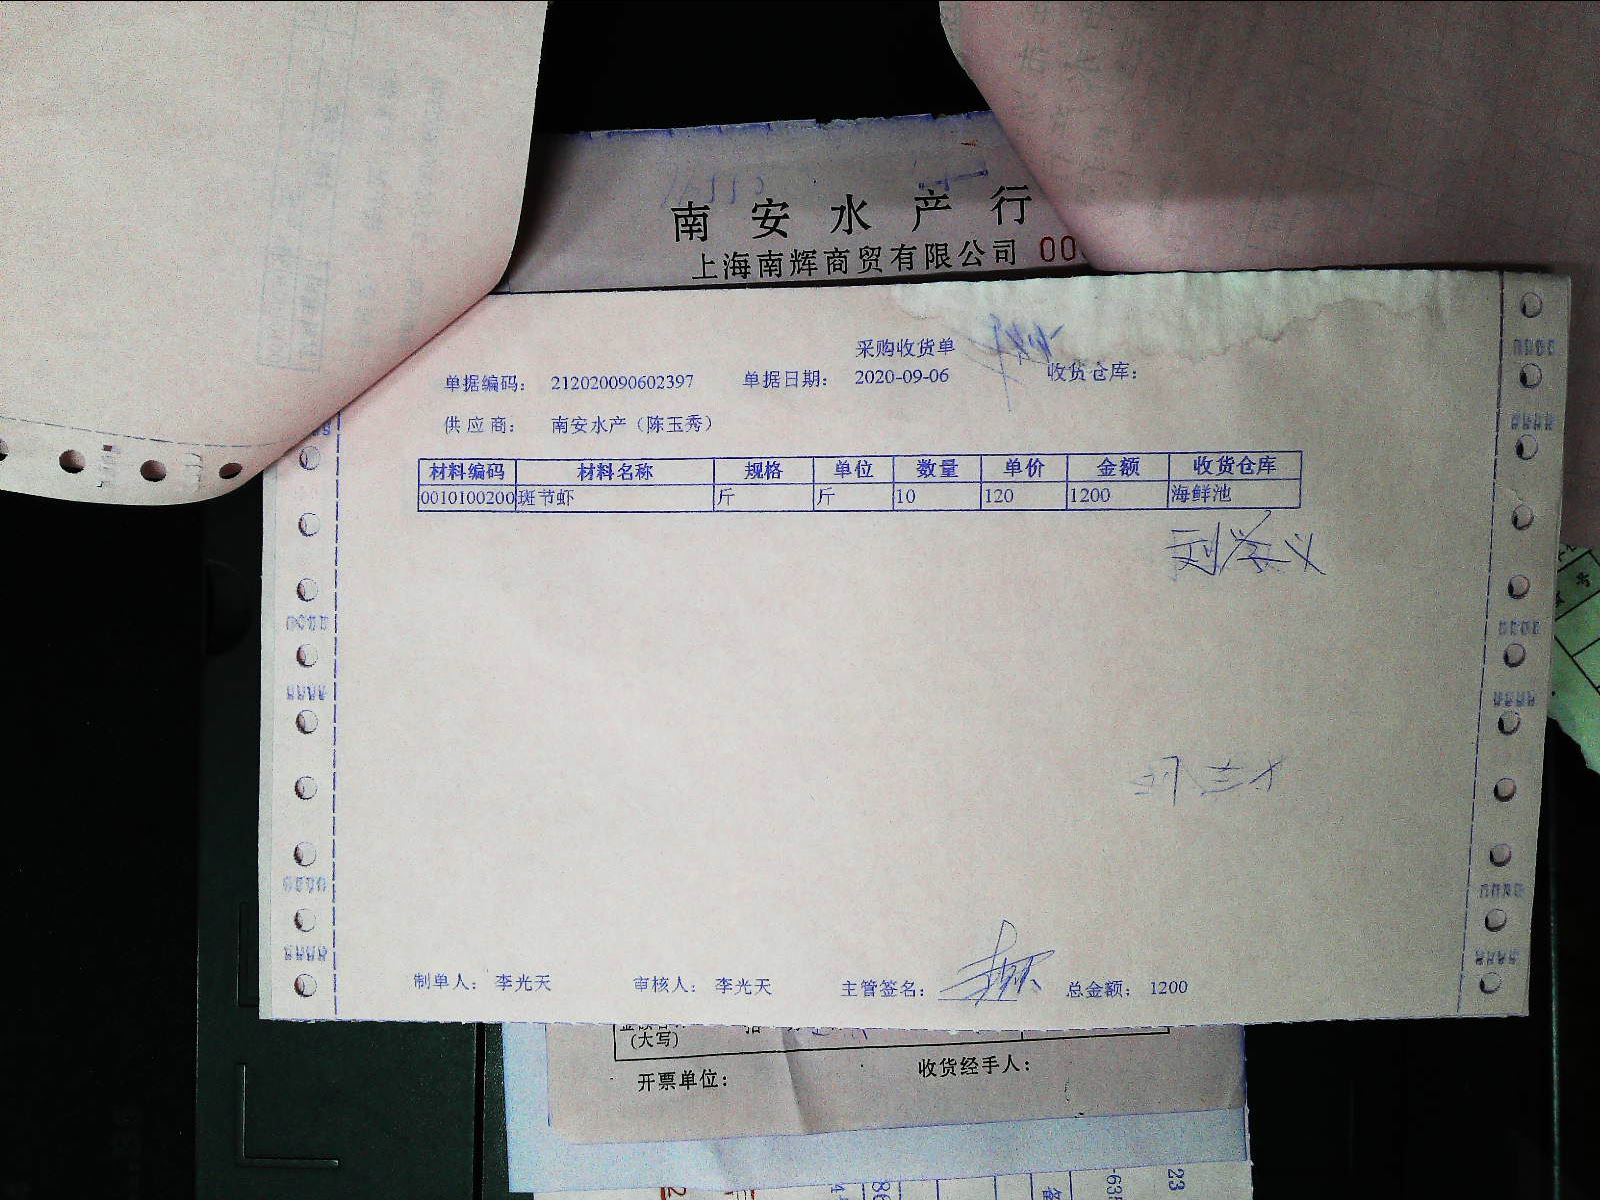 南安水产行
上海南辉商贸有限公司 00
采购收货单
单据编码： 212020090602397 单据日期： 2020-09-06 收货仓库：
供应商： 南安水产（陈玉秀）
材料编码 材料名称 规格 单位 数量 单价 金额 收货仓库
0010100200 斑节虾 斤 斤 10 120 1200 海鲜池
制单人： 李光天 审核人： 李光天 主管签名： 总金额： 1200
(大写)
开票单位： 收货经手人：
23